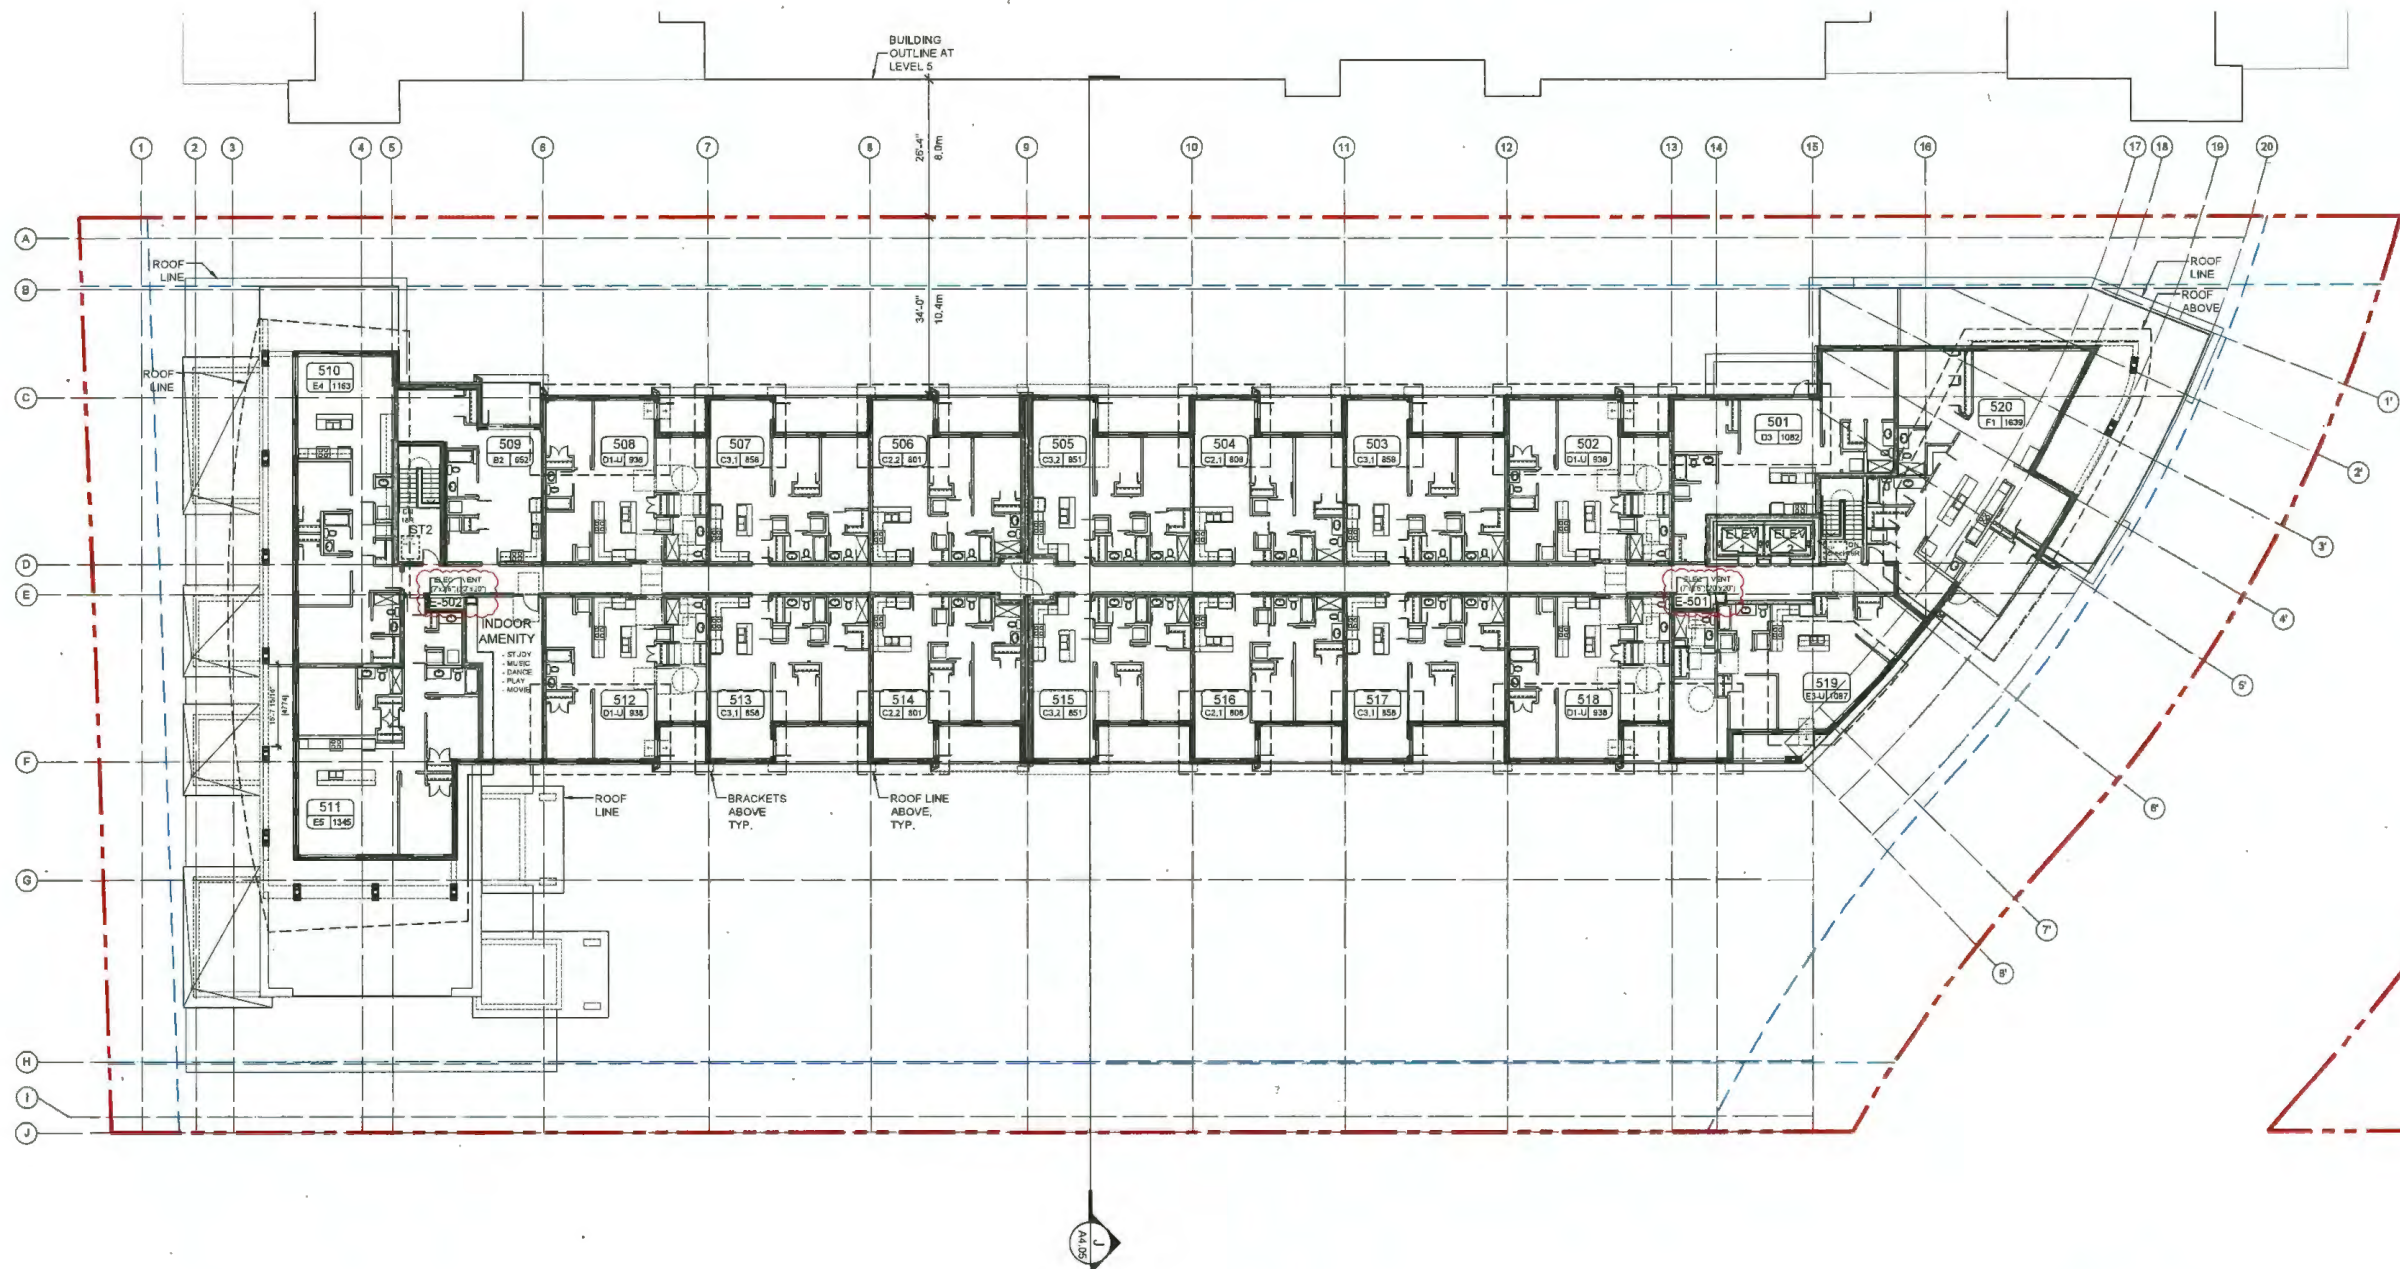 BUILDING
OUTLINE AT
LEVEL 5
26'-4"
8.0m
1
2
3
4
5
6
7
8
9
10
11
12
13
14
15
16
17
18
19
20
A
B
C
D
E
F
G
H
I
J
ROOF
LINE
34'-0"
10.4m
ROOF
LINE
ROOF
ABOVE
ROOF
LINE
510
E4 1163
509
B2 652
508
D1-U 938
507
C3.1 858
506
C2.2 801
505
C3.2 851
504
C2.1 808
503
C3.1 858
502
D1-U 938
501
D3 1082
520
F1 1639
ST2
ELEV
1
ELEV
2
E-502
E-501
INDOOR
AMENITY
- STUDY
- MUSIC
- DANCE
- PLAY
- MOVIE
[4774]
511
E5 1345
512
D1-U 938
513
C3.1 858
514
C2.2 801
515
C3.2 851
516
C2.1 808
517
C3.1 858
518
D1-U 938
519
E3-U 1087
ROOF
LINE
BRACKETS
ABOVE
TYP.
ROOF LINE
ABOVE,
TYP.
1'
2'
3'
4'
5'
6'
7'
8'
J
A4.05